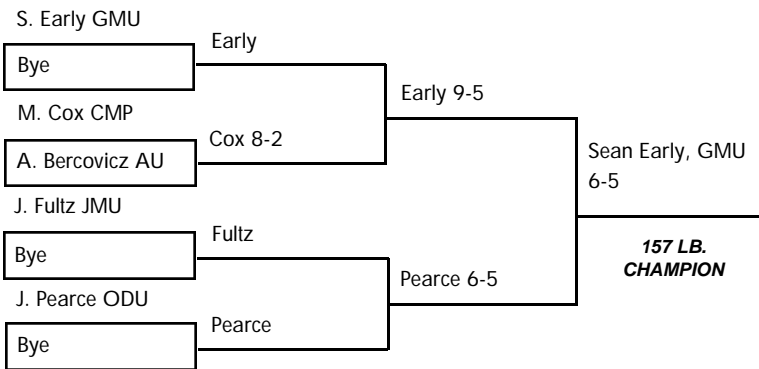 S. Early GMU
Early
Bye
Early 9-5
M. Cox CMP
Cox 8-2
A. Bercovicz AU
Sean Early, GMU
6-5
J. Fultz JMU
Fultz
Bye
157 LB.
CHAMPION
Pearce 6-5
J. Pearce ODU
Pearce
Bye